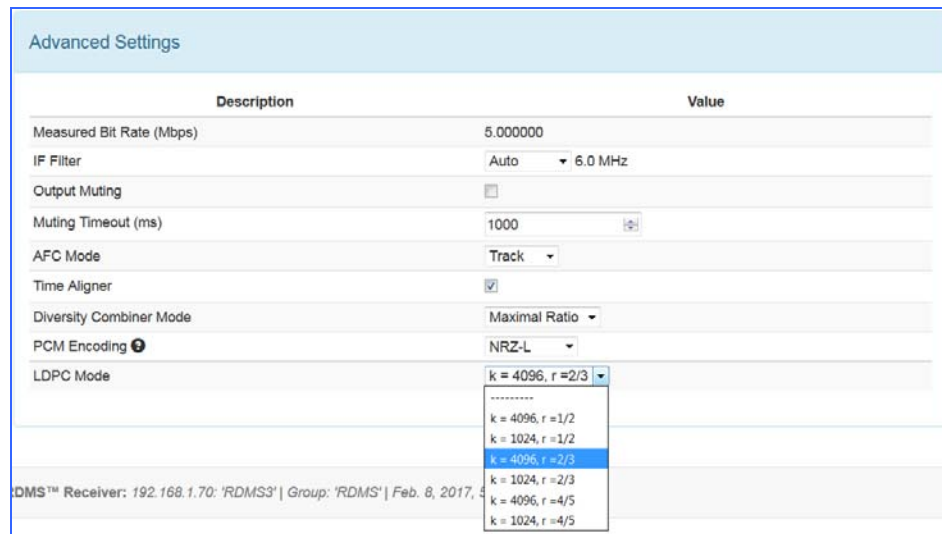 Advanced Settings
Description Value
Measured Bit Rate (Mbps) 5.000000
IF Filter Auto 6.0 MHz
Output Muting
Muting Timeout (ms) 1000
AFC Mode Track
Time Aligner
Diversity Combiner Mode Maximal Ratio
PCM Encoding NRZ-L
LDPC Mode k = 4096, r =2/3
---------
k = 4096, r =1/2
k = 1024, r =1/2
k = 4096, r =2/3
k = 1024, r =2/3
k = 4096, r =4/5
k = 1024, r =4/5
DMS™ Receiver: 192.168.1.70: 'RDMS3' | Group: 'RDMS' | Feb. 8, 2017,